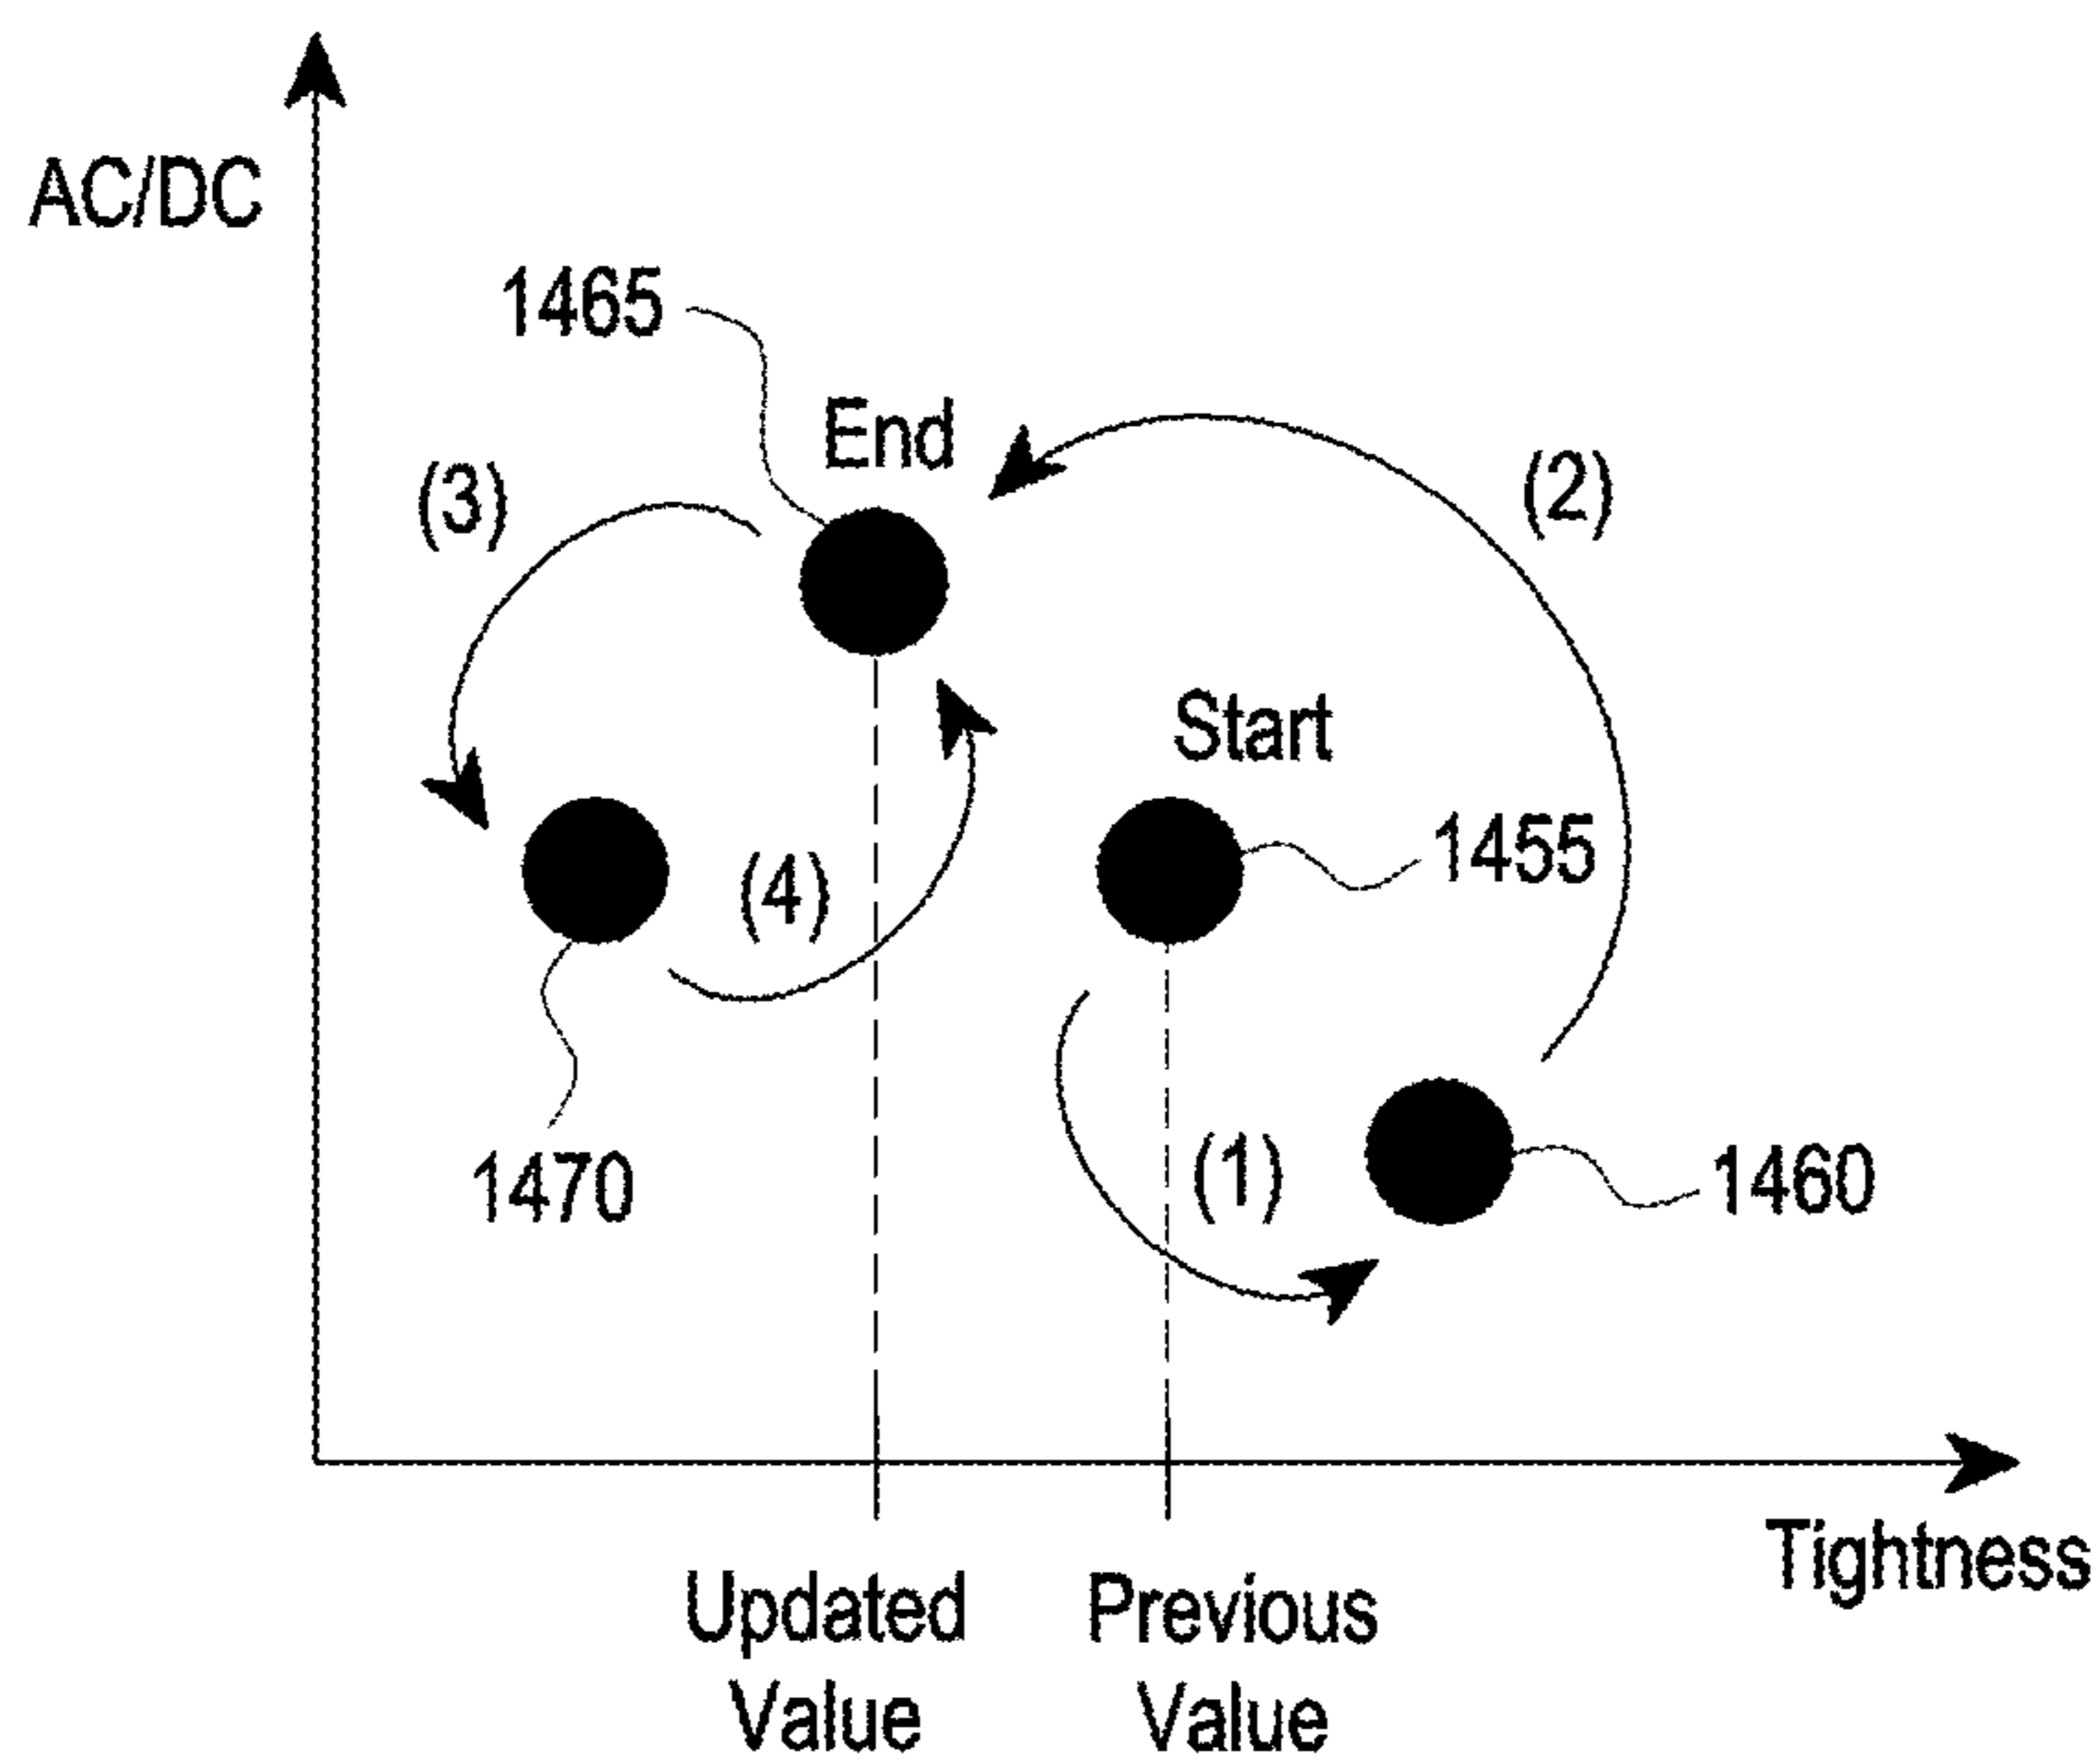 AC/DC
1465
End
(3)
(2)
Start
1455
(4)
1470
(1)
1460
Tightness
Updated
Value
Previous
Value